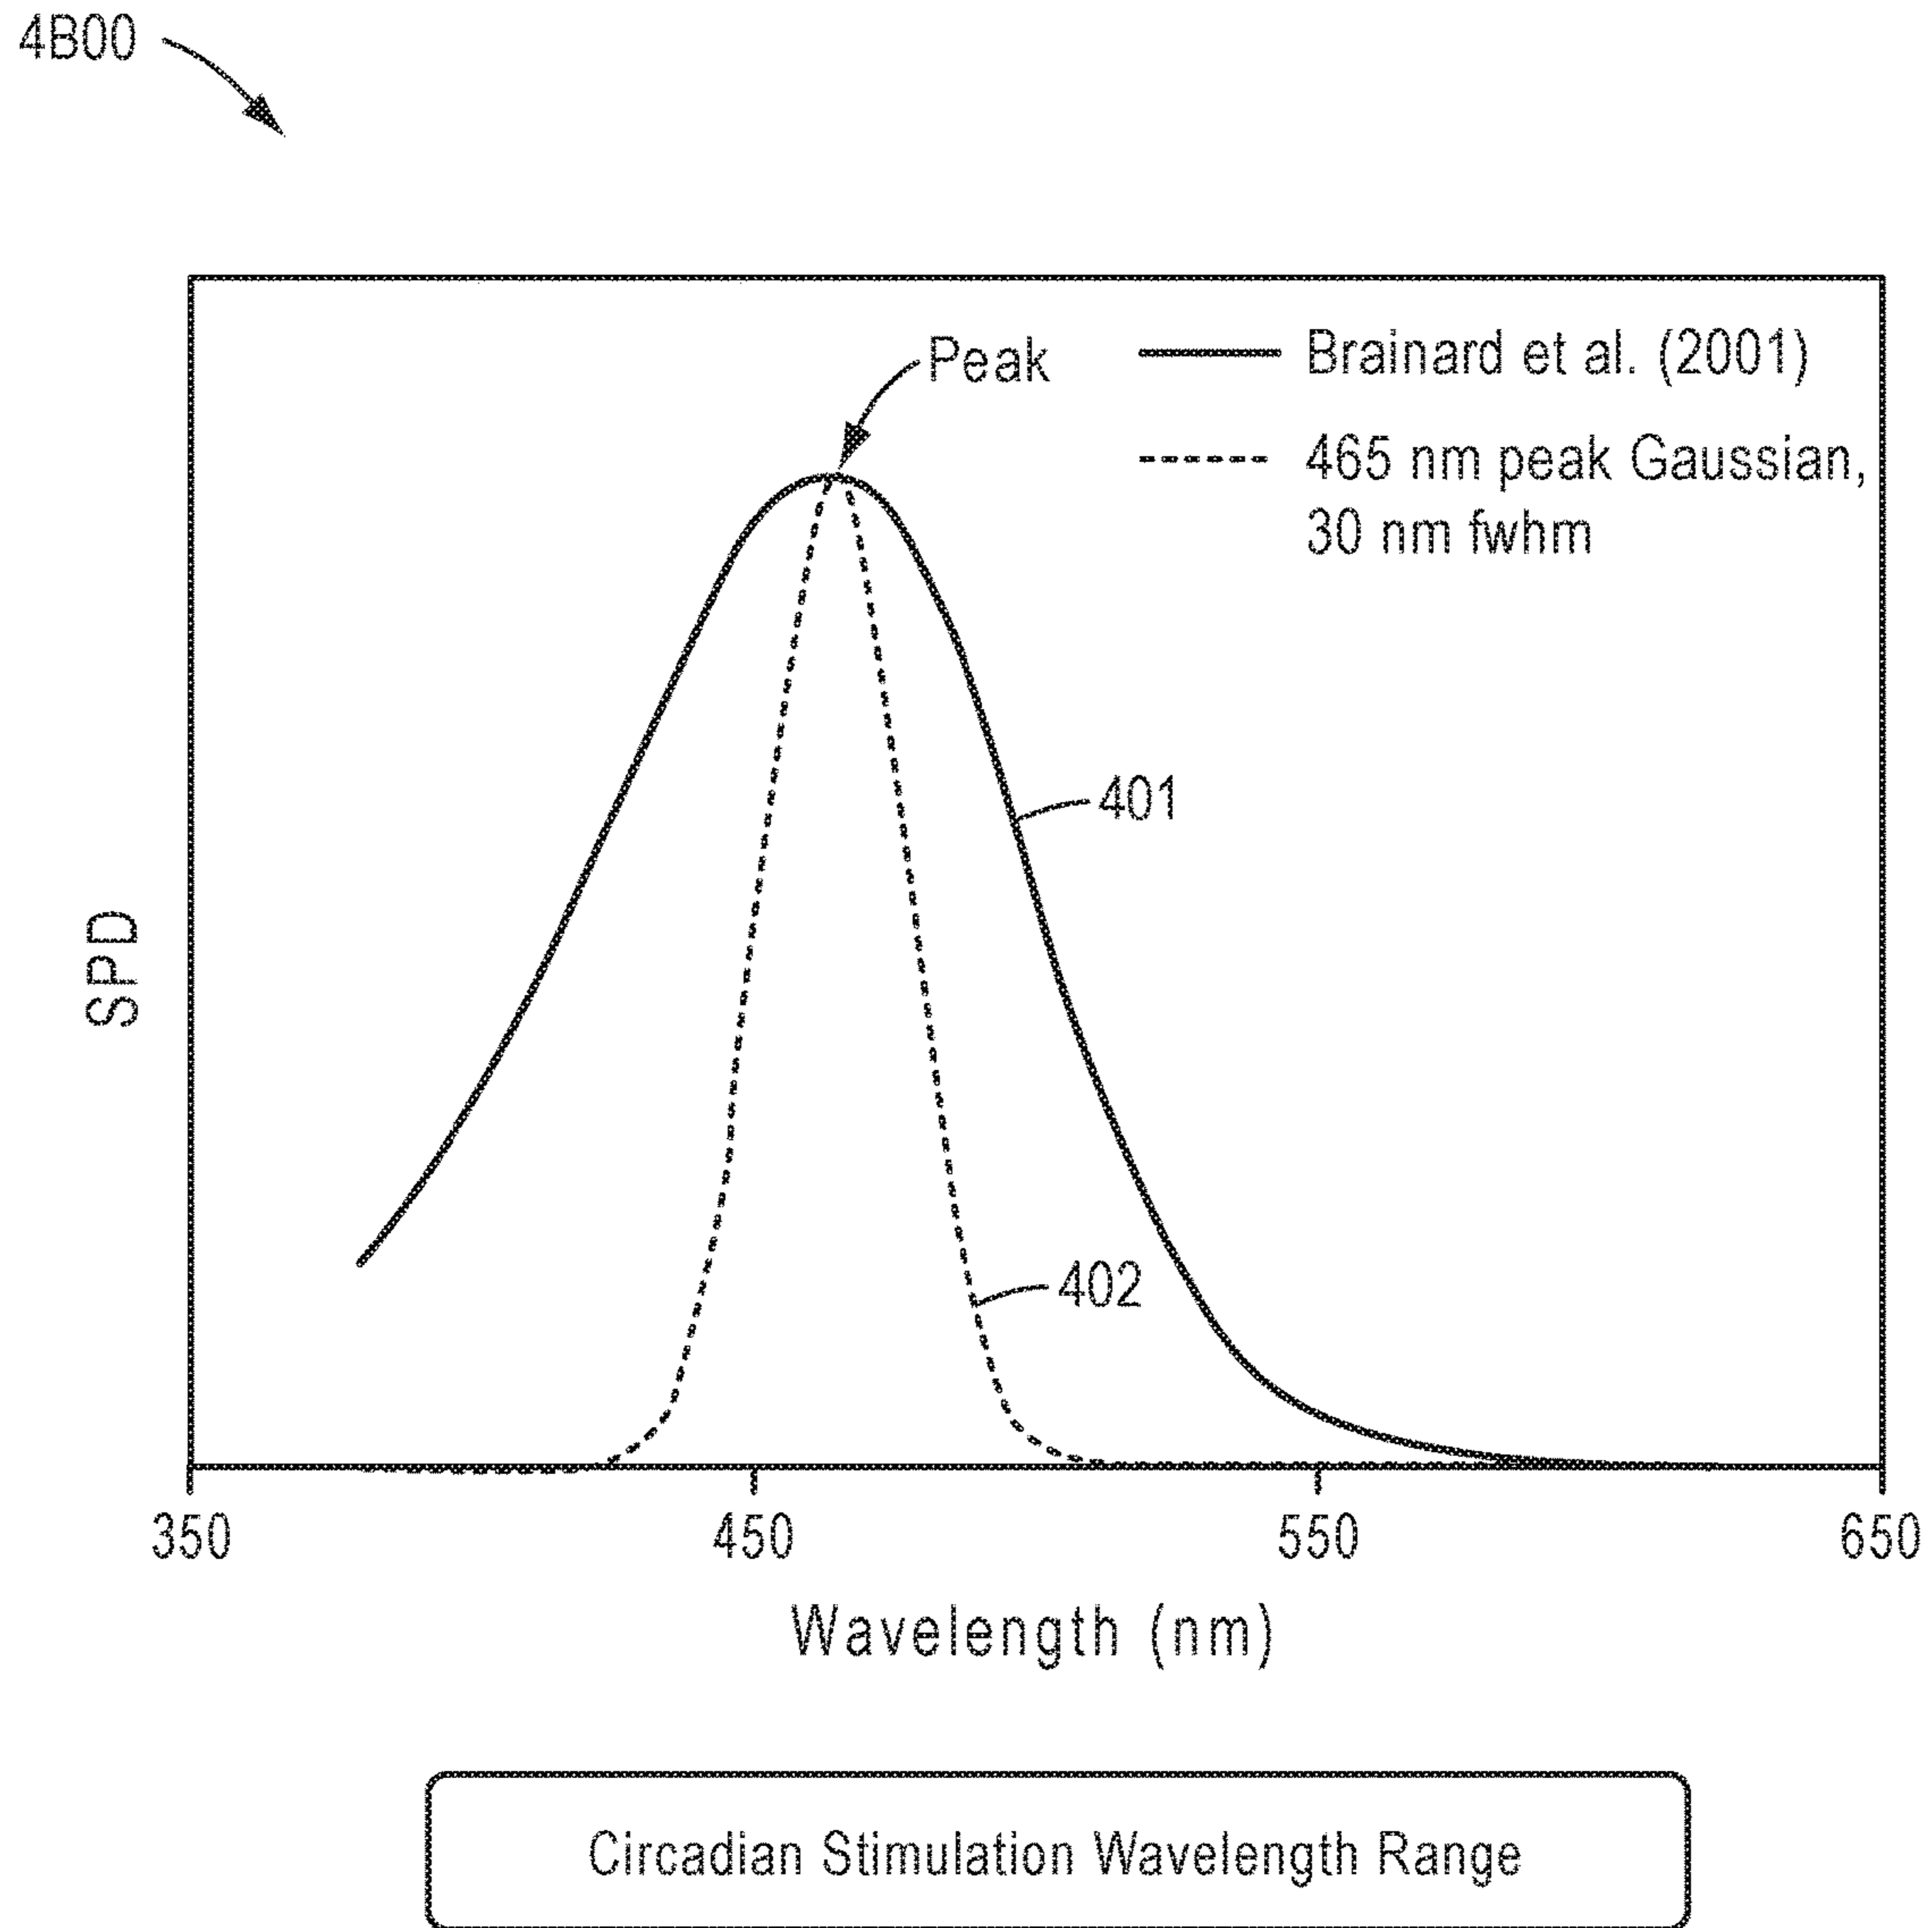 4B00
Peak
Brainard et al. (2001)
465 nm peak Gaussian,
30 nm fwhm
401
402
SPD
350 450 550 650
Wavelength (nm)
Circadian Stimulation Wavelength Range